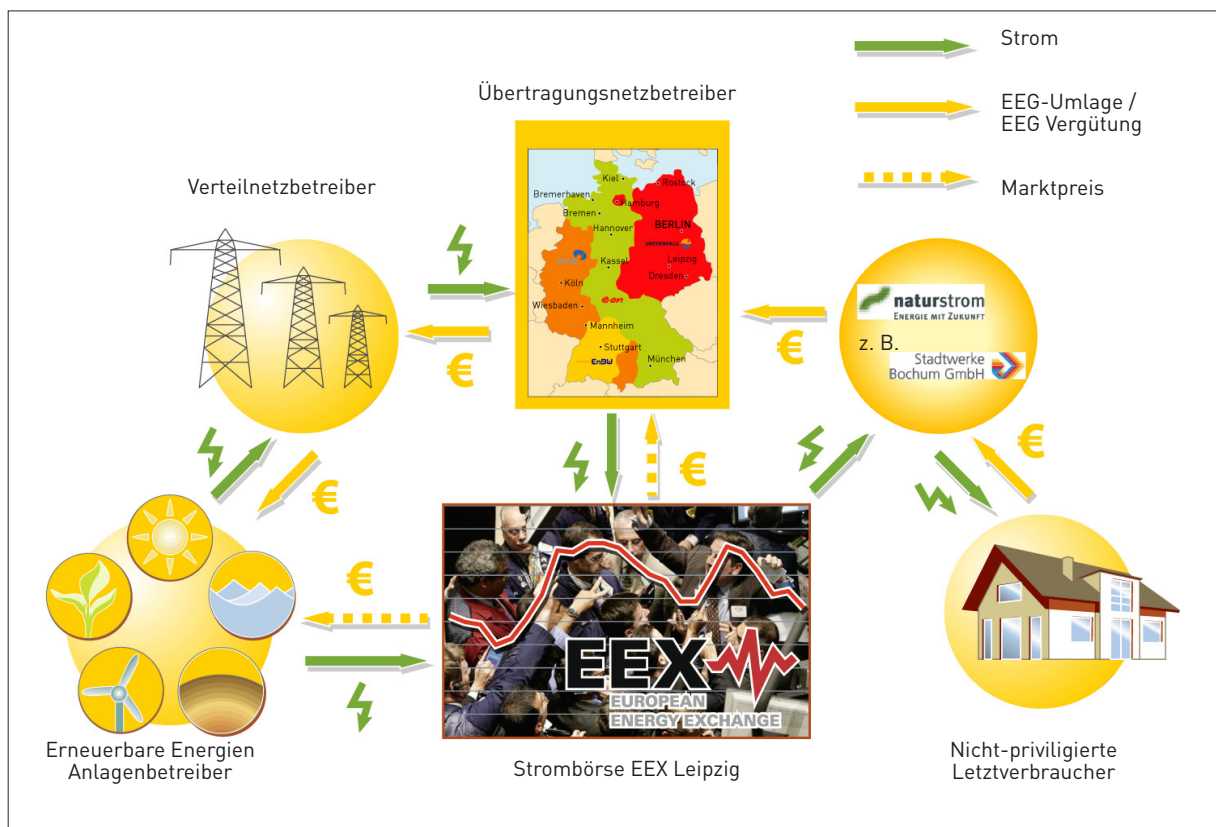 Strom
EEG-Umlage /
EEG Vergütung
Marktpreis
Übertragungsnetzbetreiber
Verteilnetzbetreiber
Kiel
Rostock
Bremerhaven
Hamburg
Bremen
BERLIN
Hannover
VATTENFALL
Leipzig
Kassel
Dresden
Köln
e·on
Wiesbaden
Mannheim
Stuttgart
EnBW
München
€
€
naturstrom
ENERGIE MIT ZUKUNFT
z. B.
Stadtwerke
Bochum GmbH
€
€
€
€
EEX
EUROPEAN
ENERGY EXCHANGE
Erneuerbare Energien
Anlagenbetreiber
Strombörse EEX Leipzig
Nicht-priviligierte
Letztverbraucher